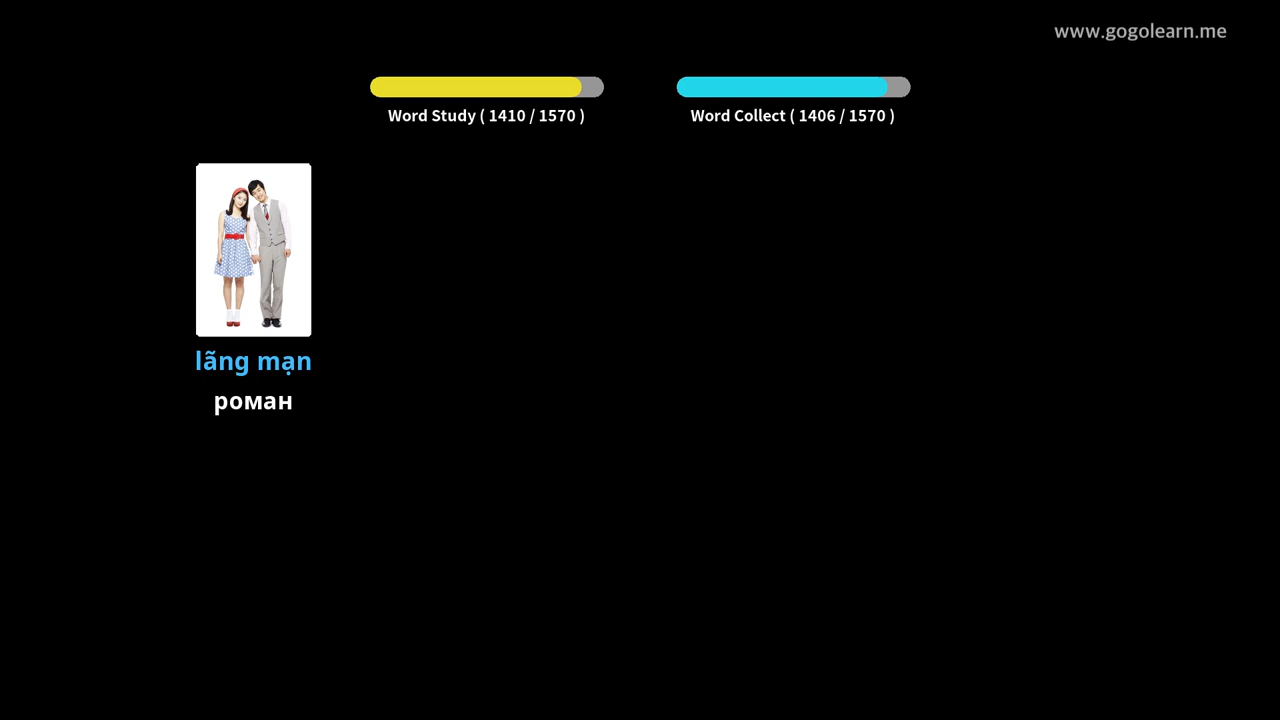 www.gogolearn.me
Word Study ( 1410 / 1570 )
Word Collect ( 1406 / 1570 )
lãng mạn
роман